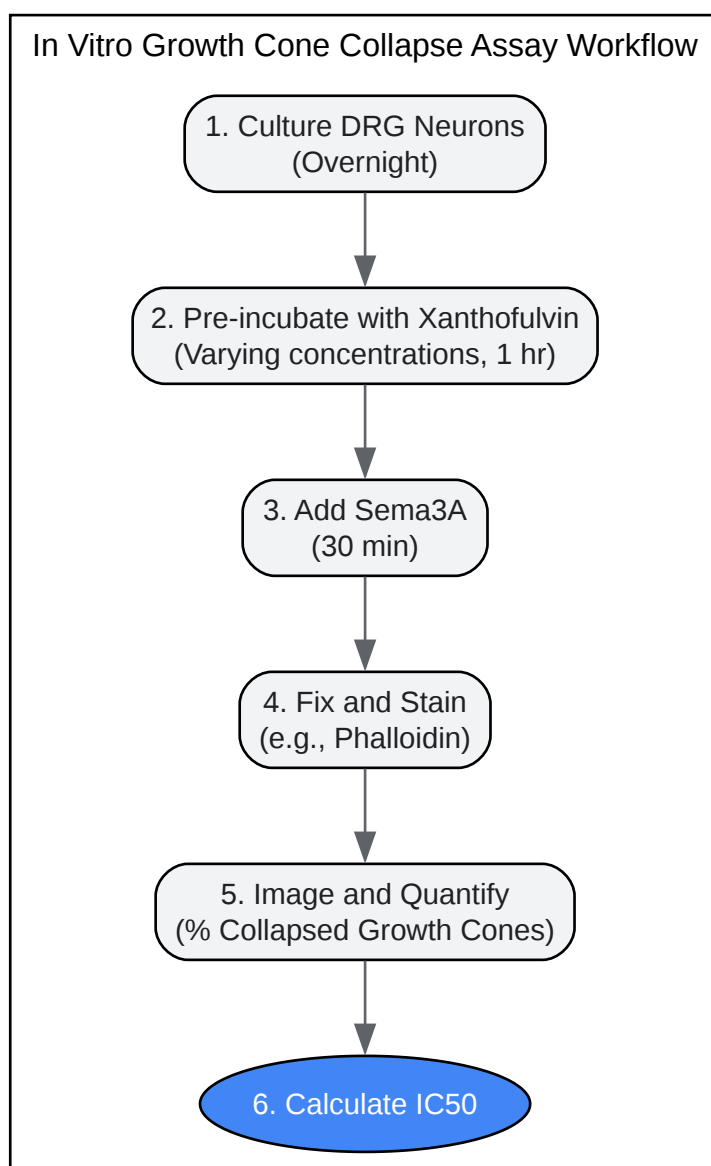 In Vitro Growth Cone Collapse Assay Workflow
1. Culture DRG Neurons
(Overnight)
2. Pre-incubate with Xanthofulvin
(Varying concentrations, 1 hr)
3. Add Sema3A
(30 min)
4. Fix and Stain
(e.g., Phalloidin)
5. Image and Quantify
(% Collapsed Growth Cones)
6. Calculate IC50